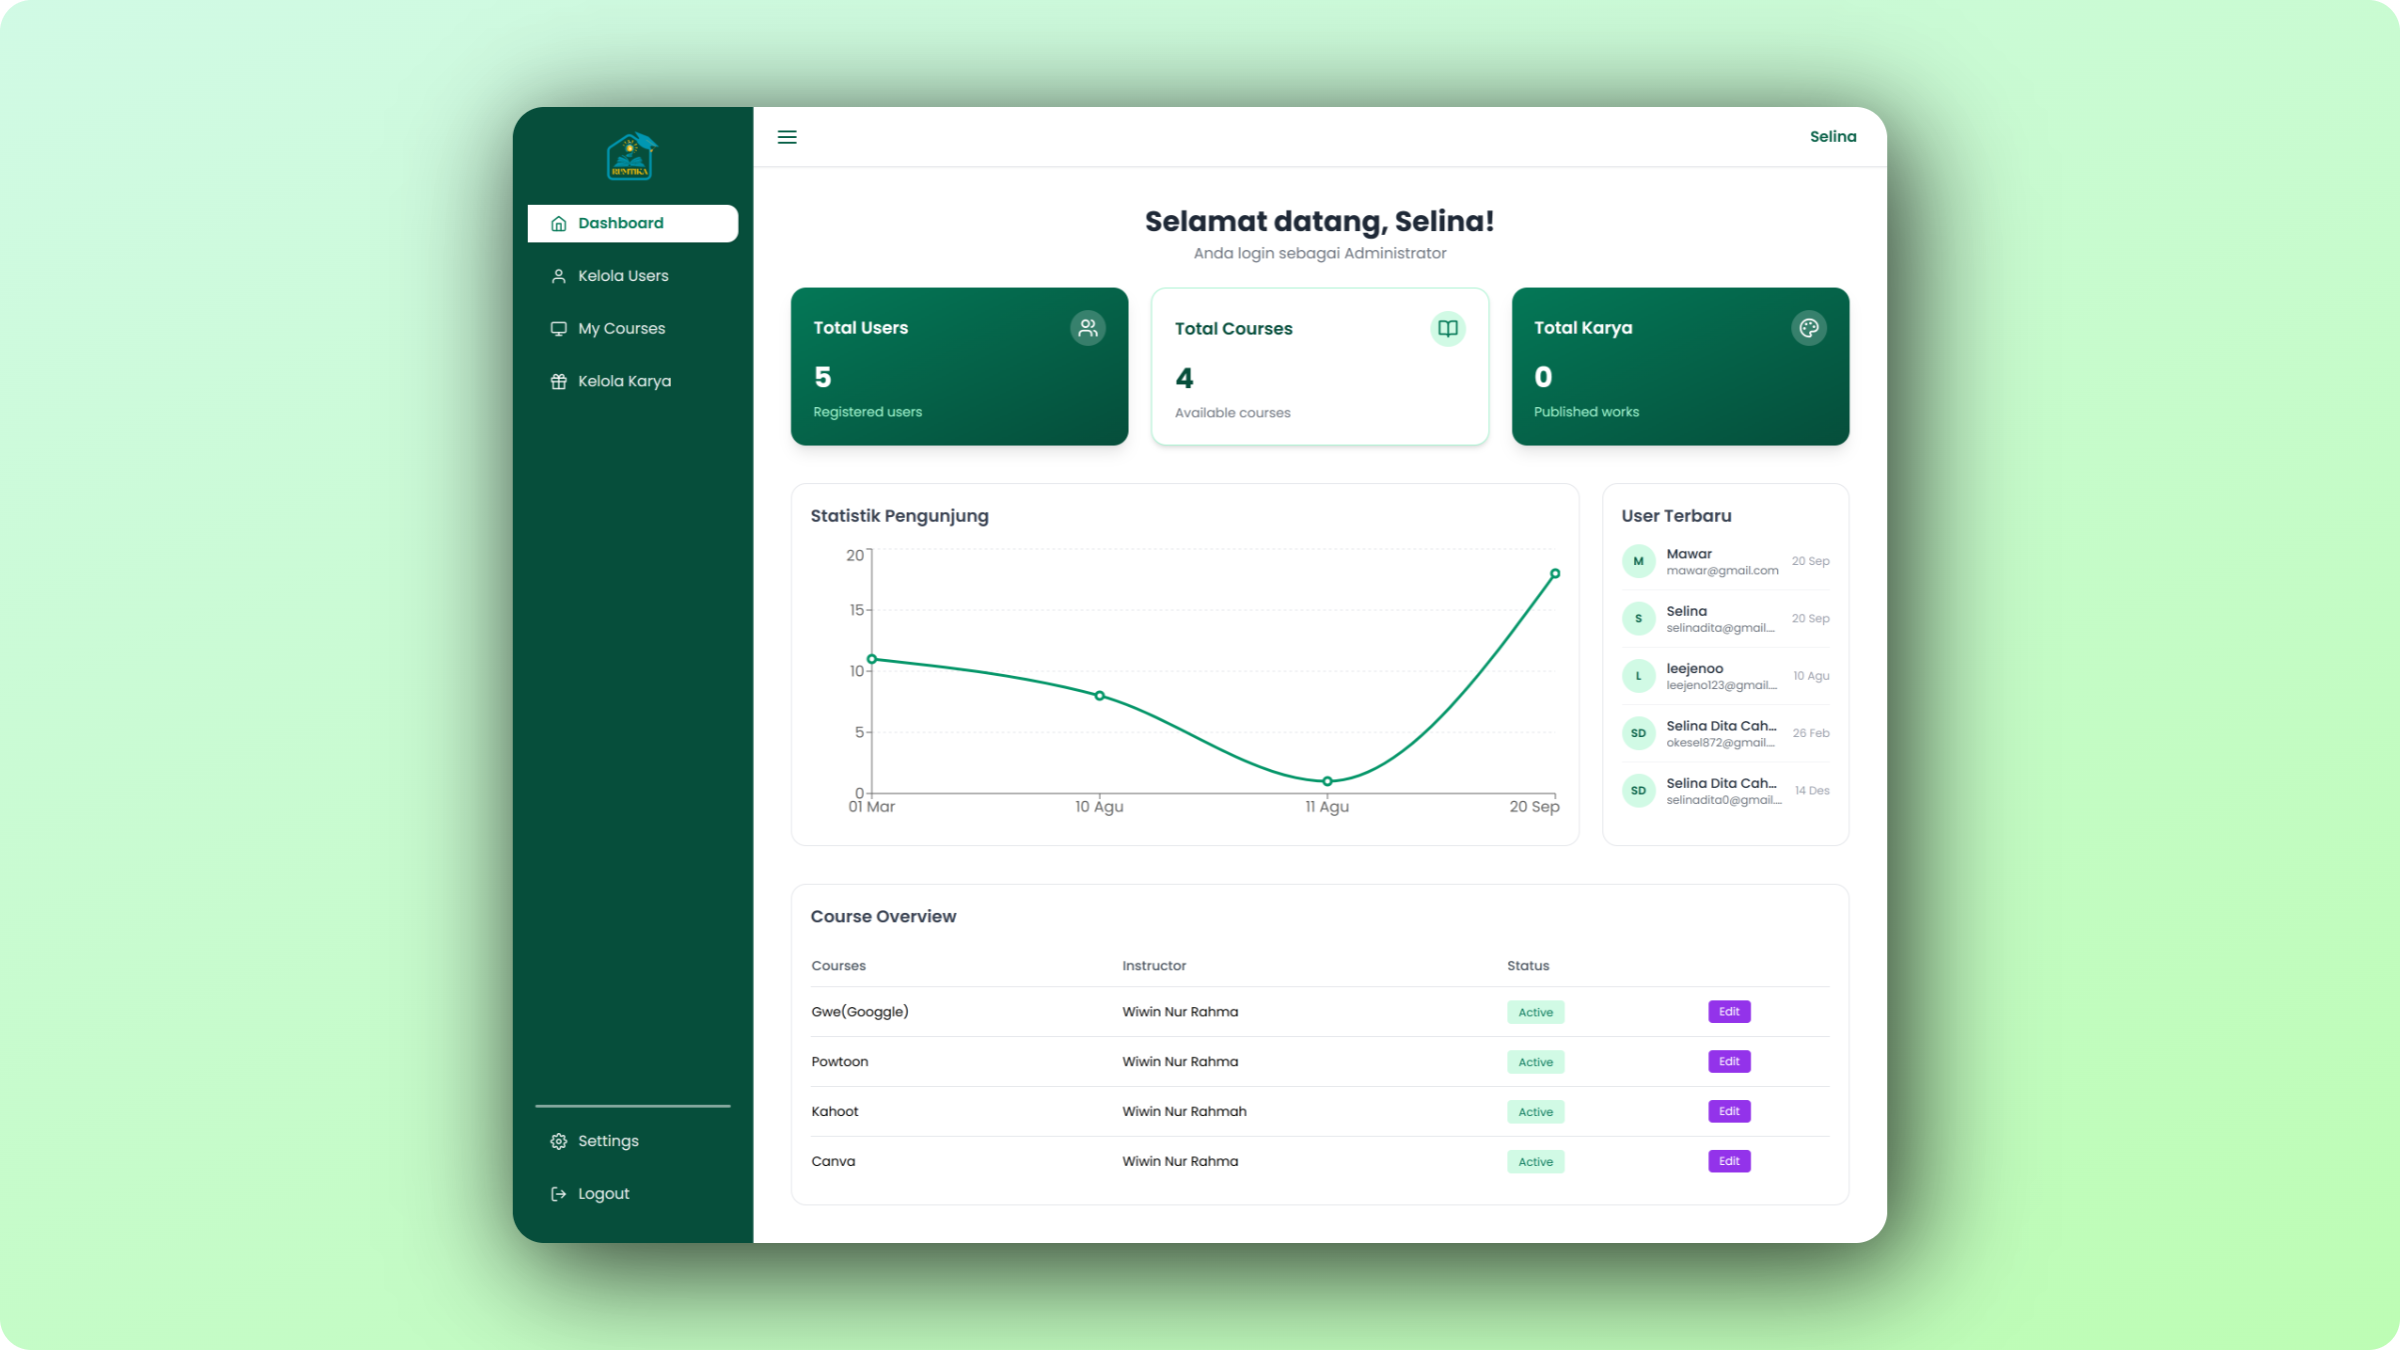 RUMTIKA
Dashboard
Kelola Users
My Courses
Kelola Karya
Settings
Logout
Selina
Selamat datang, Selina!
Anda login sebagai Administrator
Total Users
5
Registered users
Total Courses
4
Available courses
Total Karya
0
Published works
Statistik Pengunjung
20
15
10
5
0
01 Mar
10 Agu
11 Agu
20 Sep
User Terbaru
M
Mawar
mawar@gmail.com
20 Sep
S
Selina
selinadita@gmail...
20 Sep
L
leejenoo
leejeno123@gmail...
10 Agu
SD
Selina Dita Cah...
okesel872@gmail...
26 Feb
SD
Selina Dita Cah...
selinadita0@gmail...
14 Des
Course Overview
Courses Instructor Status
Gwe(Googgle) Wiwin Nur Rahma Active Edit
Powtoon Wiwin Nur Rahma Active Edit
Kahoot Wiwin Nur Rahmah Active Edit
Canva Wiwin Nur Rahma Active Edit